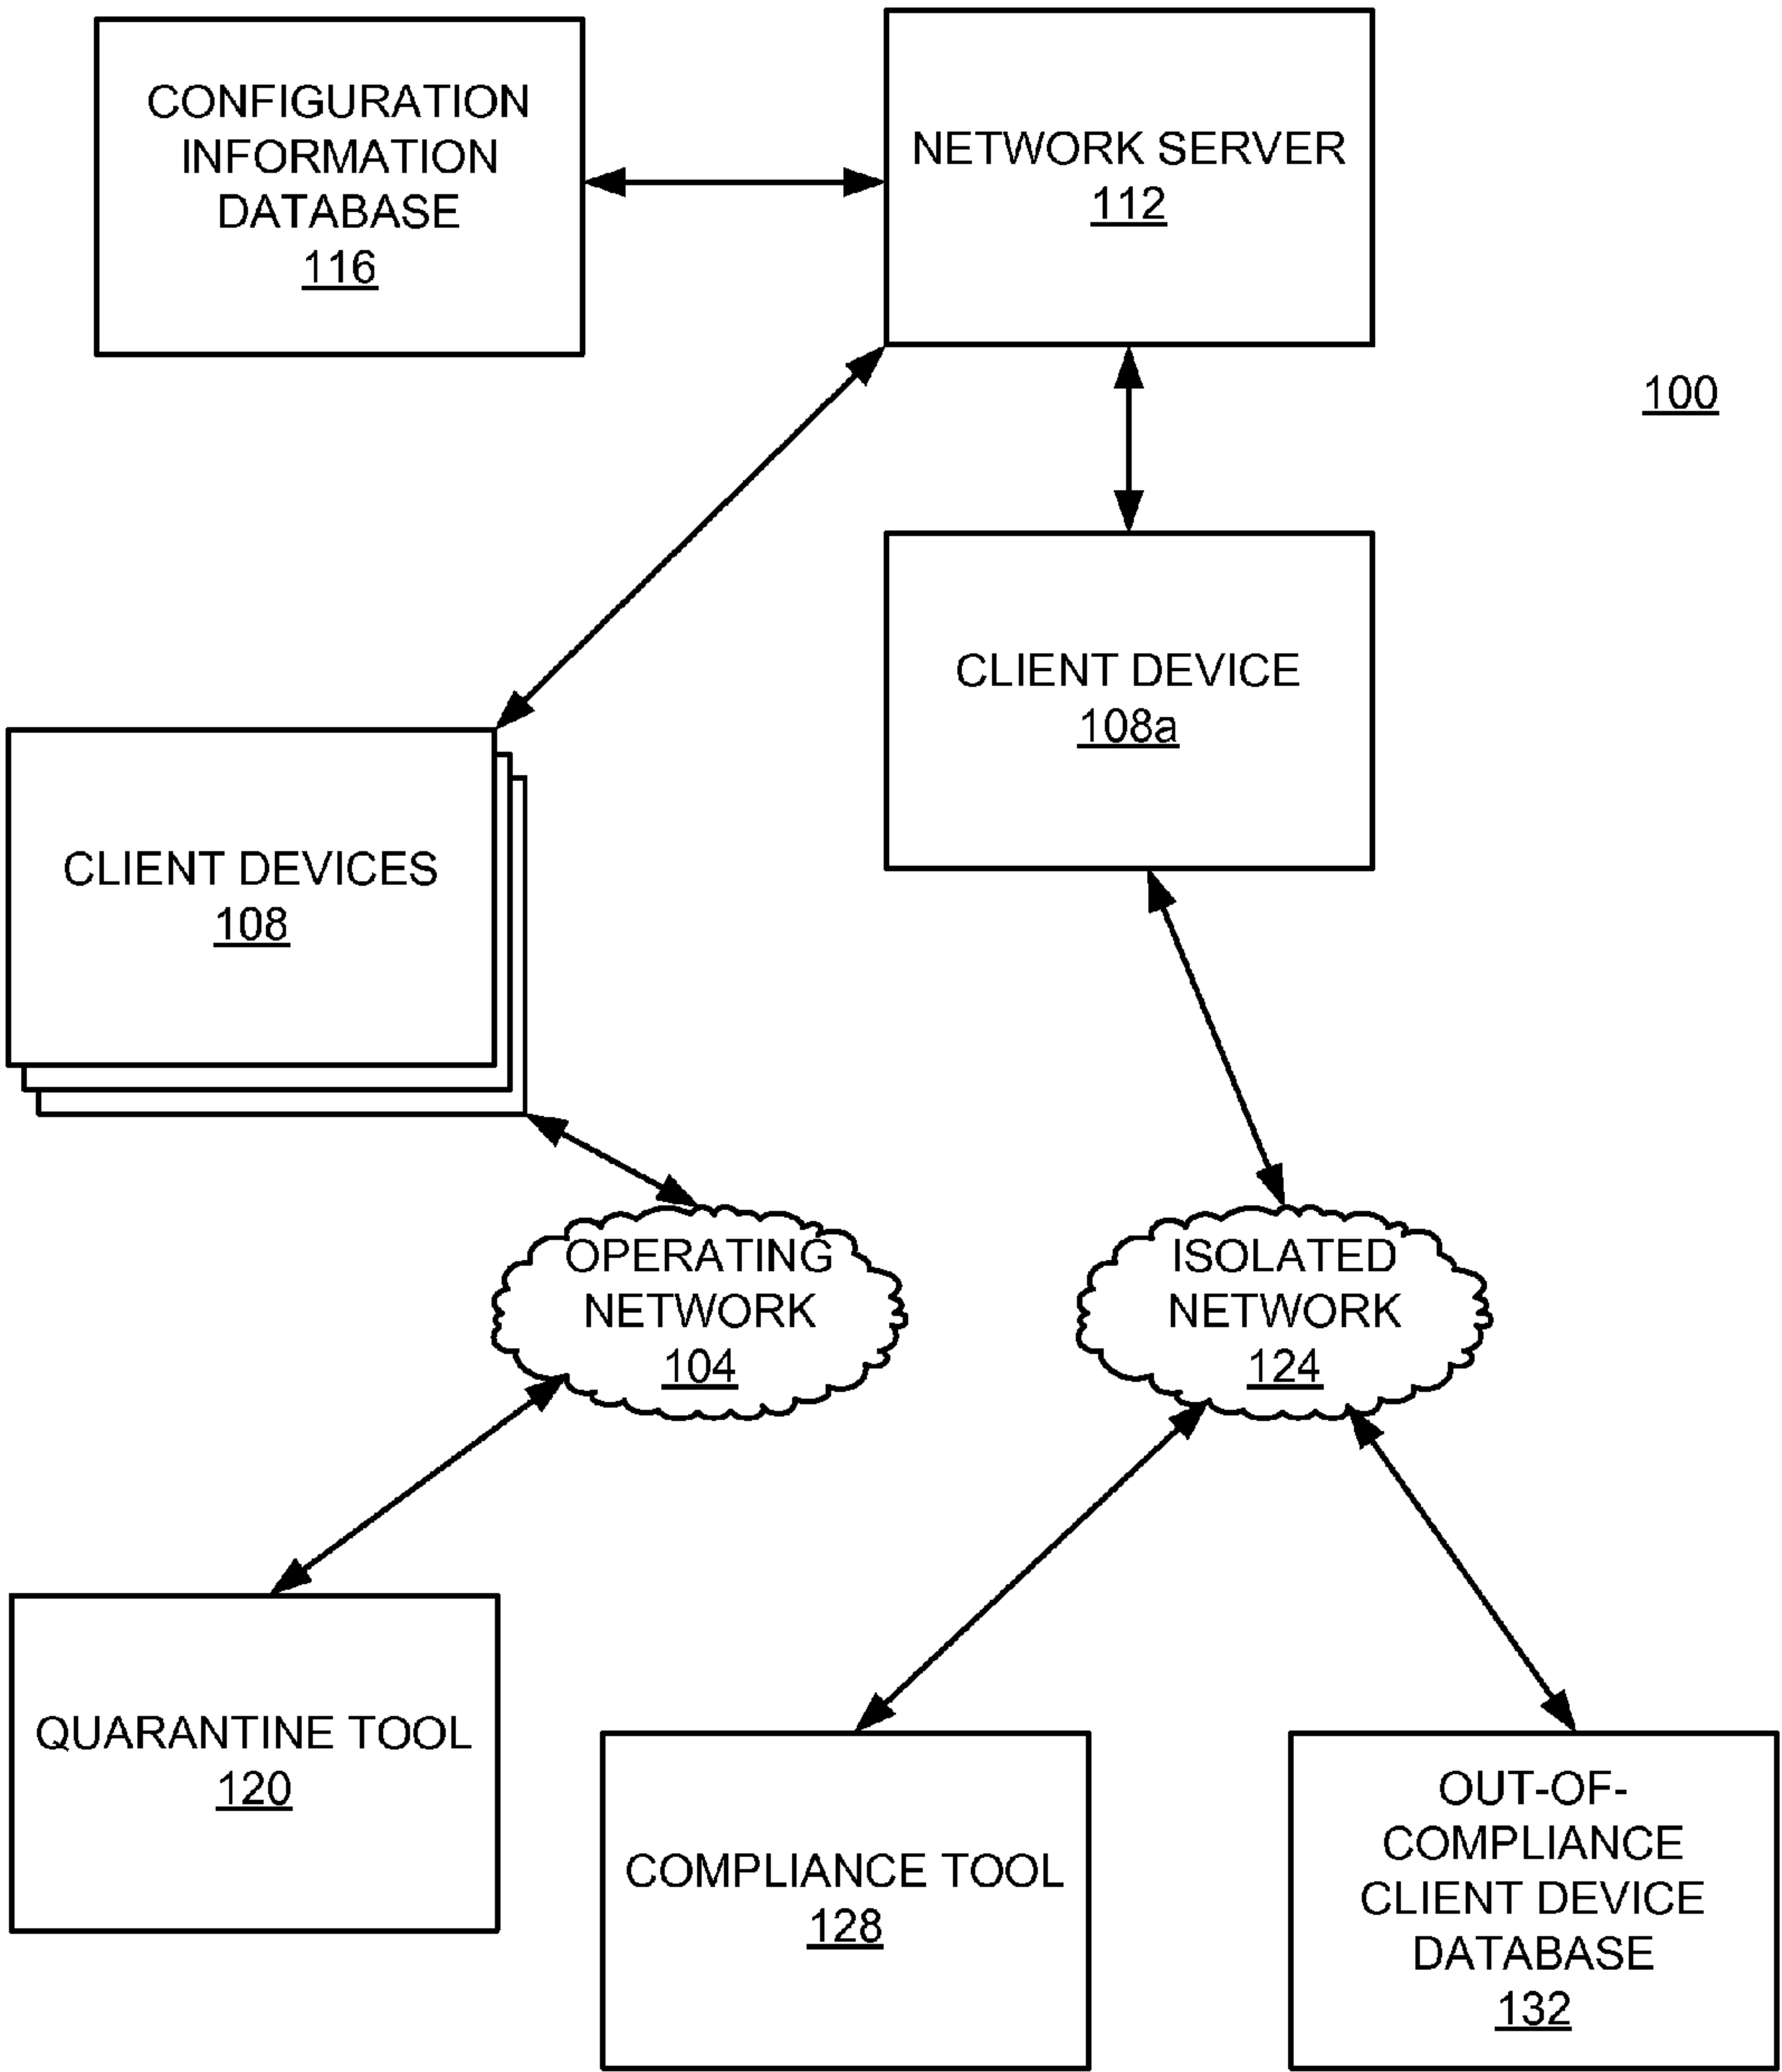 CONFIGURATION
INFORMATION
DATABASE
116
NETWORK SERVER
112
100
CLIENT DEVICE
108a
CLIENT DEVICES
108
OPERATING
NETWORK
104
ISOLATED
NETWORK
124
QUARANTINE TOOL
120
COMPLIANCE TOOL
128
OUT-OF-
COMPLIANCE
CLIENT DEVICE
DATABASE
132